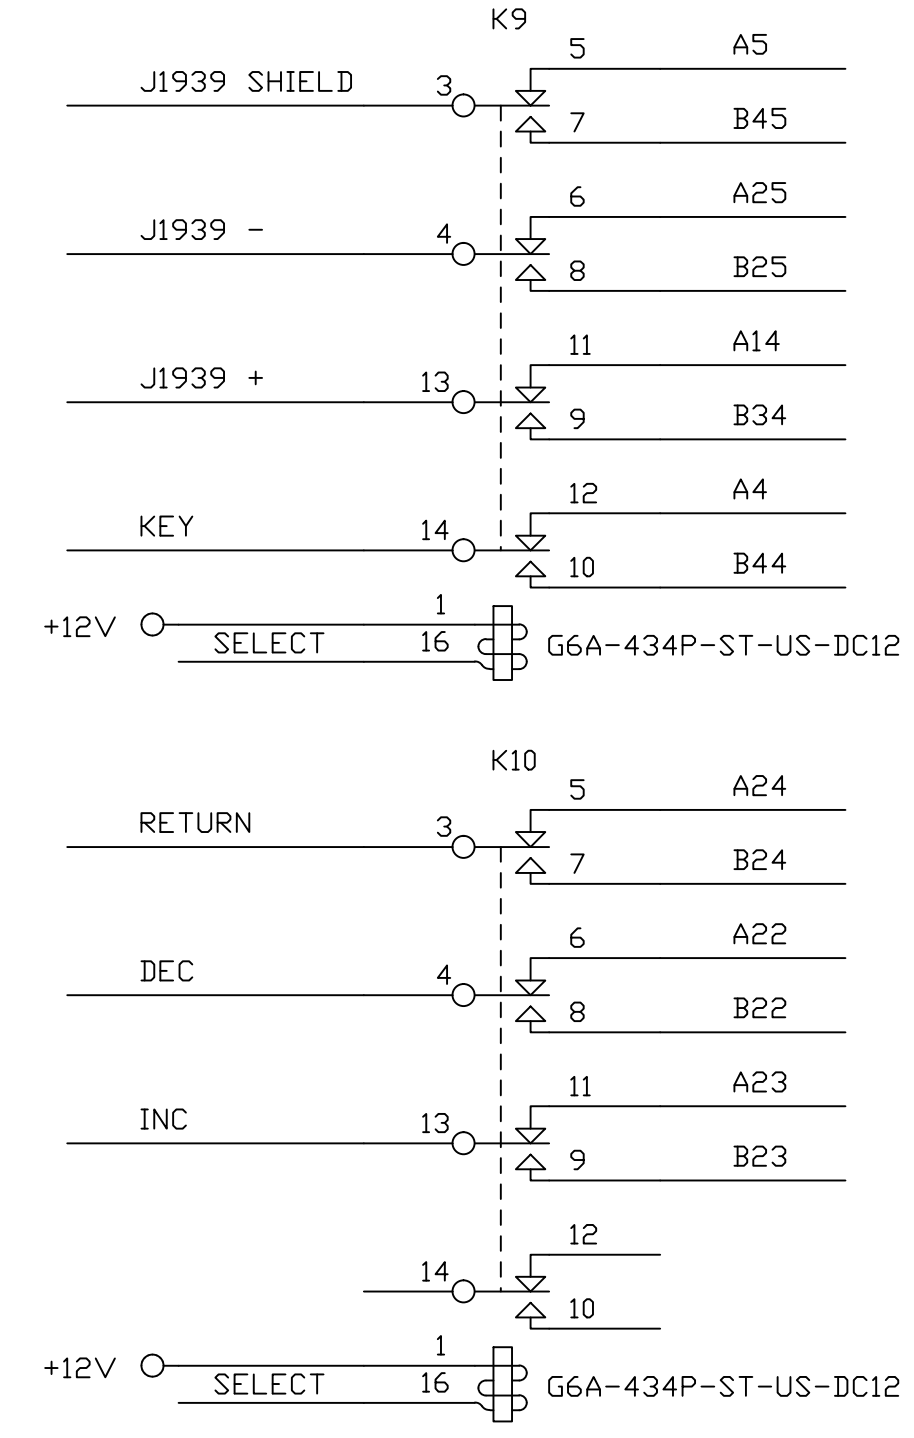 K9
5 A5
J1939 SHIELD 3
7 B45
6 A25
J1939 - 4
8 B25
11 A14
J1939 + 13
9 B34
12 A4
KEY 14
10 B44
1
+12V
SELECT 16 G6A-434P-ST-US-DC12
K10
5 A24
RETURN 3
7 B24
6 A22
DEC 4
8 B22
11 A23
INC 13
9 B23
12
14
10
1
+12V
SELECT 16 G6A-434P-ST-US-DC12